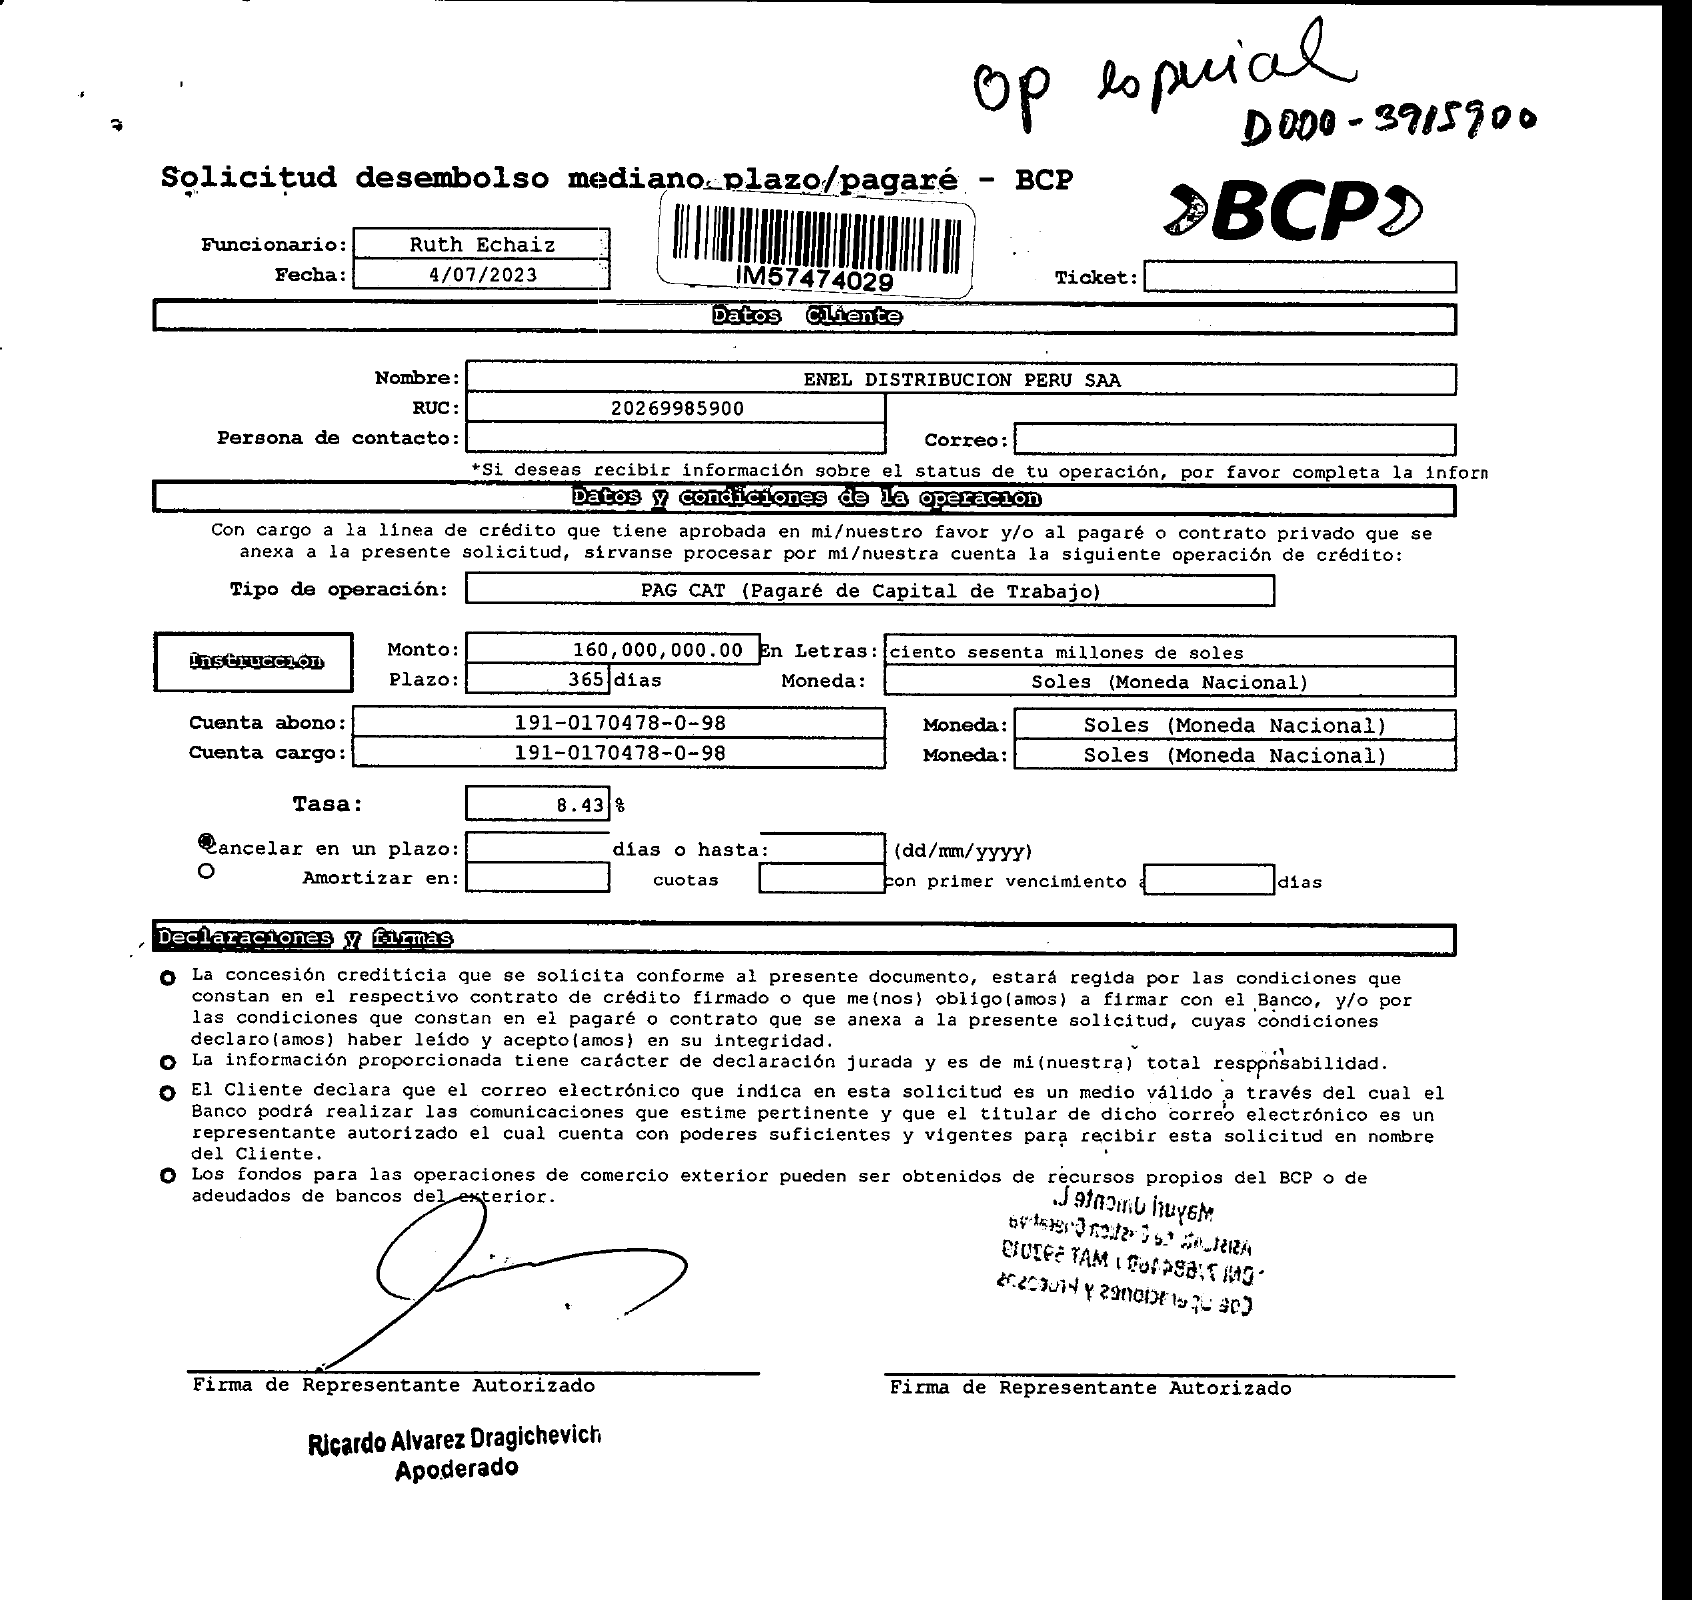 Op especial
D000-3915900
Solicitud desembolso mediano plazo/pagaré - BCP
BCP
Funcionario: Ruth Echaiz
IM57474029
Fecha: 4/07/2023
Ticket:
Datos Cliente
Nombre: ENEL DISTRIBUCION PERU SAA
RUC: 20269985900
Persona de contacto: Correo:
*Si deseas recibir información sobre el status de tu operación, por favor completa la inform
Datos y condiciones de la operación
Con cargo a la línea de crédito que tiene aprobada en mi/nuestro favor y/o al pagaré o contrato privado que se
anexa a la presente solicitud, sírvanse procesar por mi/nuestra cuenta la siguiente operación de crédito:
Tipo de operación: PAG CAT (Pagaré de Capital de Trabajo)
Instrucción
Monto: 160,000,000.00 En Letras: ciento sesenta millones de soles
Plazo: 365 días Moneda: Soles (Moneda Nacional)
Cuenta abono: 191-0170478-0-98 Moneda: Soles (Moneda Nacional)
Cuenta cargo: 191-0170478-0-98 Moneda: Soles (Moneda Nacional)
Tasa: 8.43 %
Cancelar en un plazo: días o hasta: (dd/mm/yyyy)
Amortizar en: cuotas con primer vencimiento a días
Declaraciones y firmas
La concesión crediticia que se solicita conforme al presente documento, estará regida por las condiciones que
constan en el respectivo contrato de crédito firmado o que me(nos) obligo(amos) a firmar con el Banco, y/o por
las condiciones que constan en el pagaré o contrato que se anexa a la presente solicitud, cuyas condiciones
declaro(amos) haber leído y acepto(amos) en su integridad.
La información proporcionada tiene carácter de declaración jurada y es de mi(nuestra) total responsabilidad.
El Cliente declara que el correo electrónico que indica en esta solicitud es un medio válido a través del cual el
Banco podrá realizar las comunicaciones que estime pertinente y que el titular de dicho correo electrónico es un
representante autorizado el cual cuenta con poderes suficientes y vigentes para recibir esta solicitud en nombre
del Cliente.
Los fondos para las operaciones de comercio exterior pueden ser obtenidos de recursos propios del BCP o de
adeudados de bancos del exterior.
Firma de Representante Autorizado
Firma de Representante Autorizado
Ricardo Alvarez Dragichevich
Apoderado